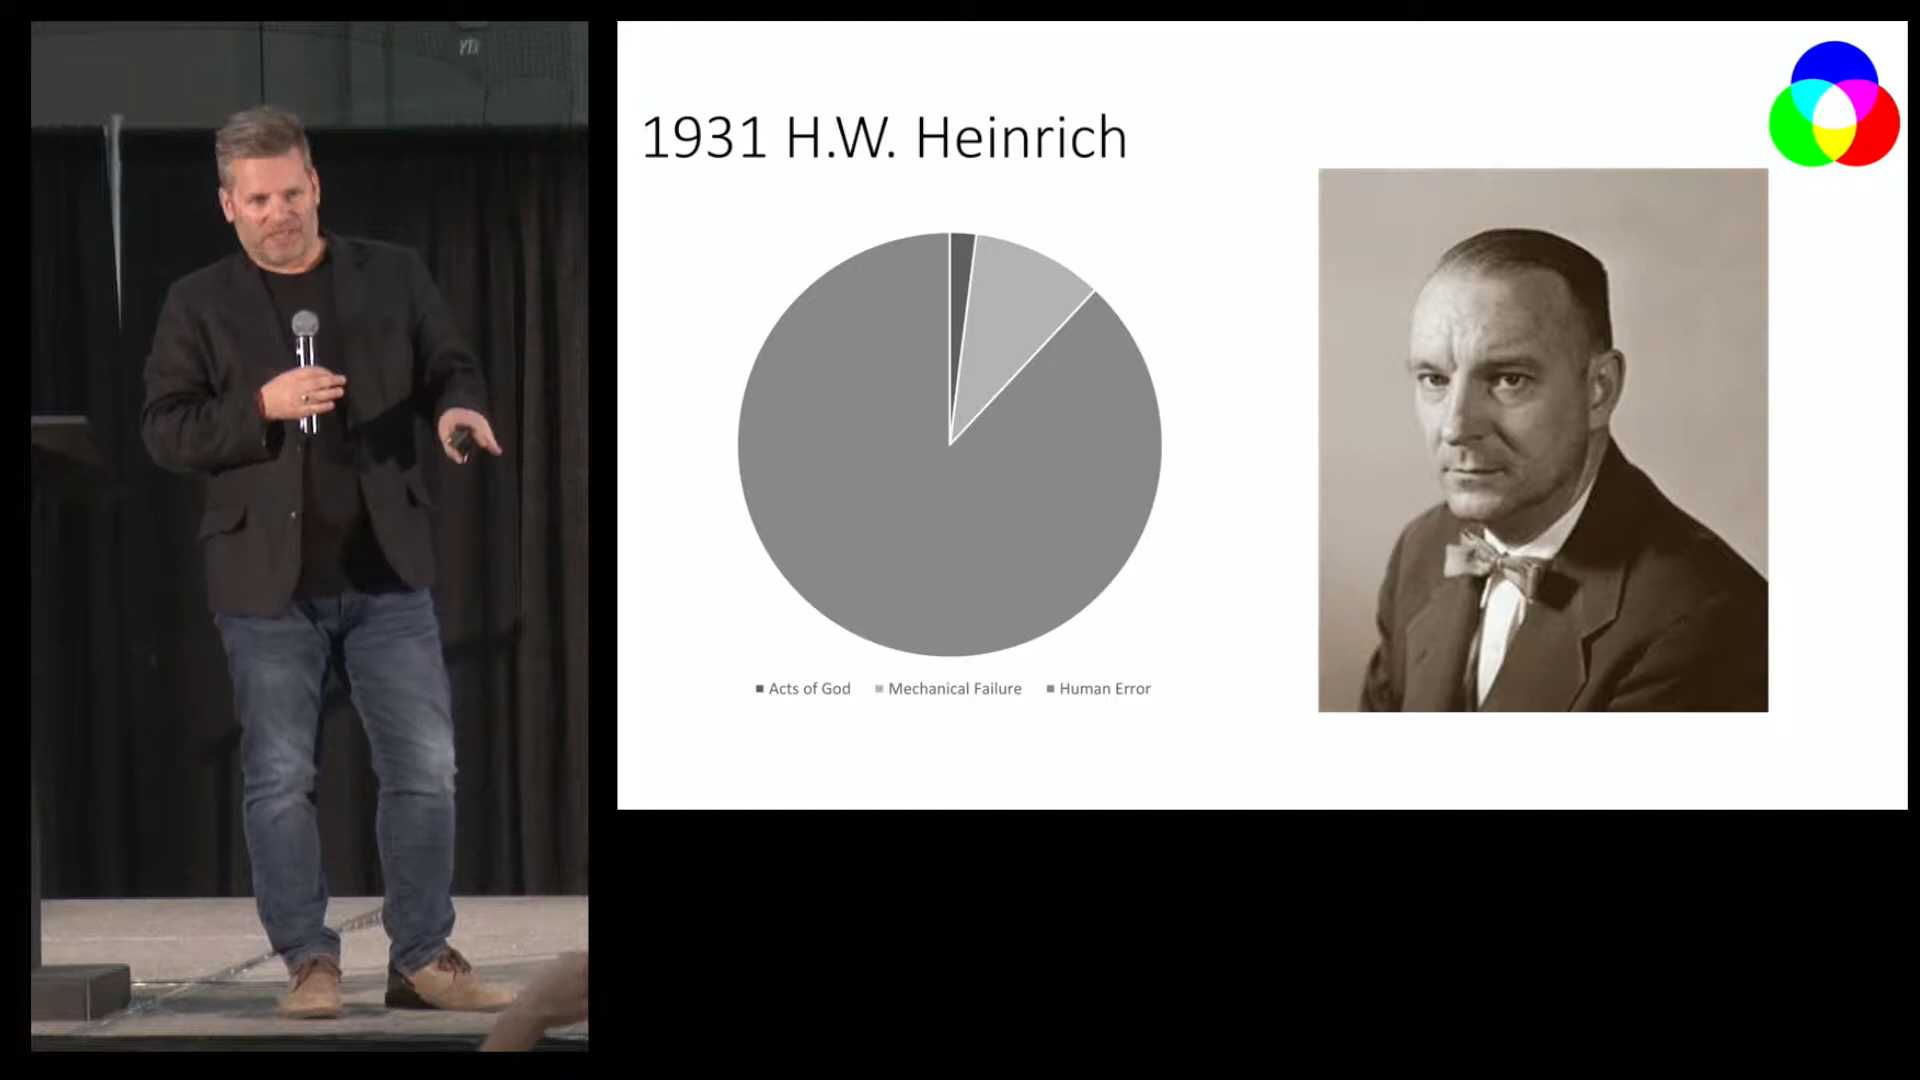 1931 H.W. Heinrich
Acts of God Mechanical Failure Human Error